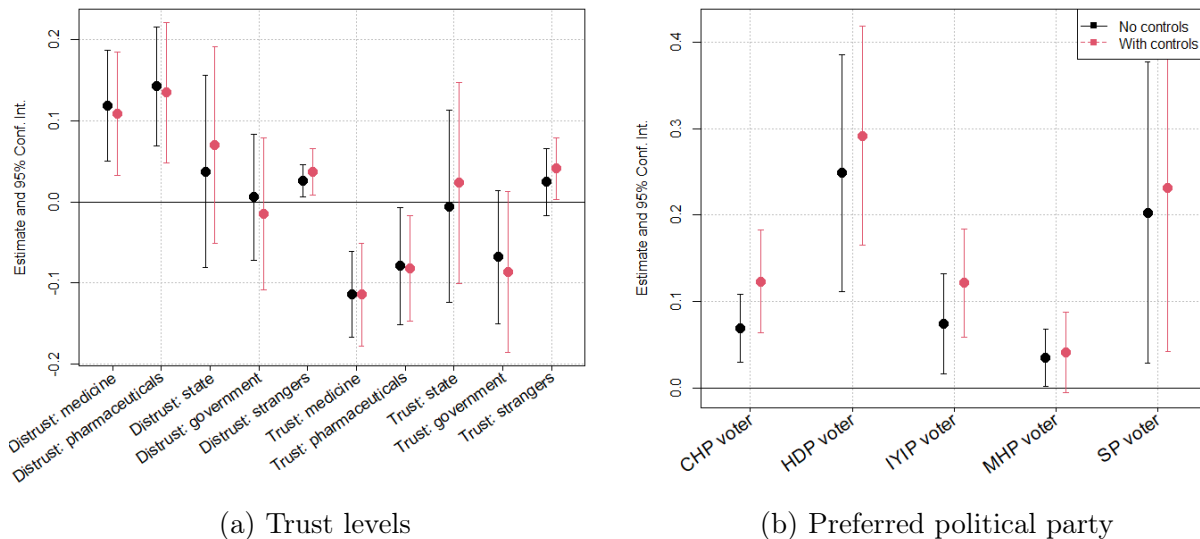 Estimate and 95% Conf. Int.
0.2
0.1
0.0
-0.1
-0.2
Distrust: medicine
Distrust: pharmaceuticals
Distrust: state
Distrust: government
Distrust: strangers
Trust: medicine
Trust: pharmaceuticals
Trust: state
Trust: government
Trust: strangers
(a) Trust levels
No controls
With controls
Estimate and 95% Conf. Int.
0.4
0.3
0.2
0.1
0.0
CHP voter
HDP voter
IYIP voter
MHP voter
SP voter
(b) Preferred political party